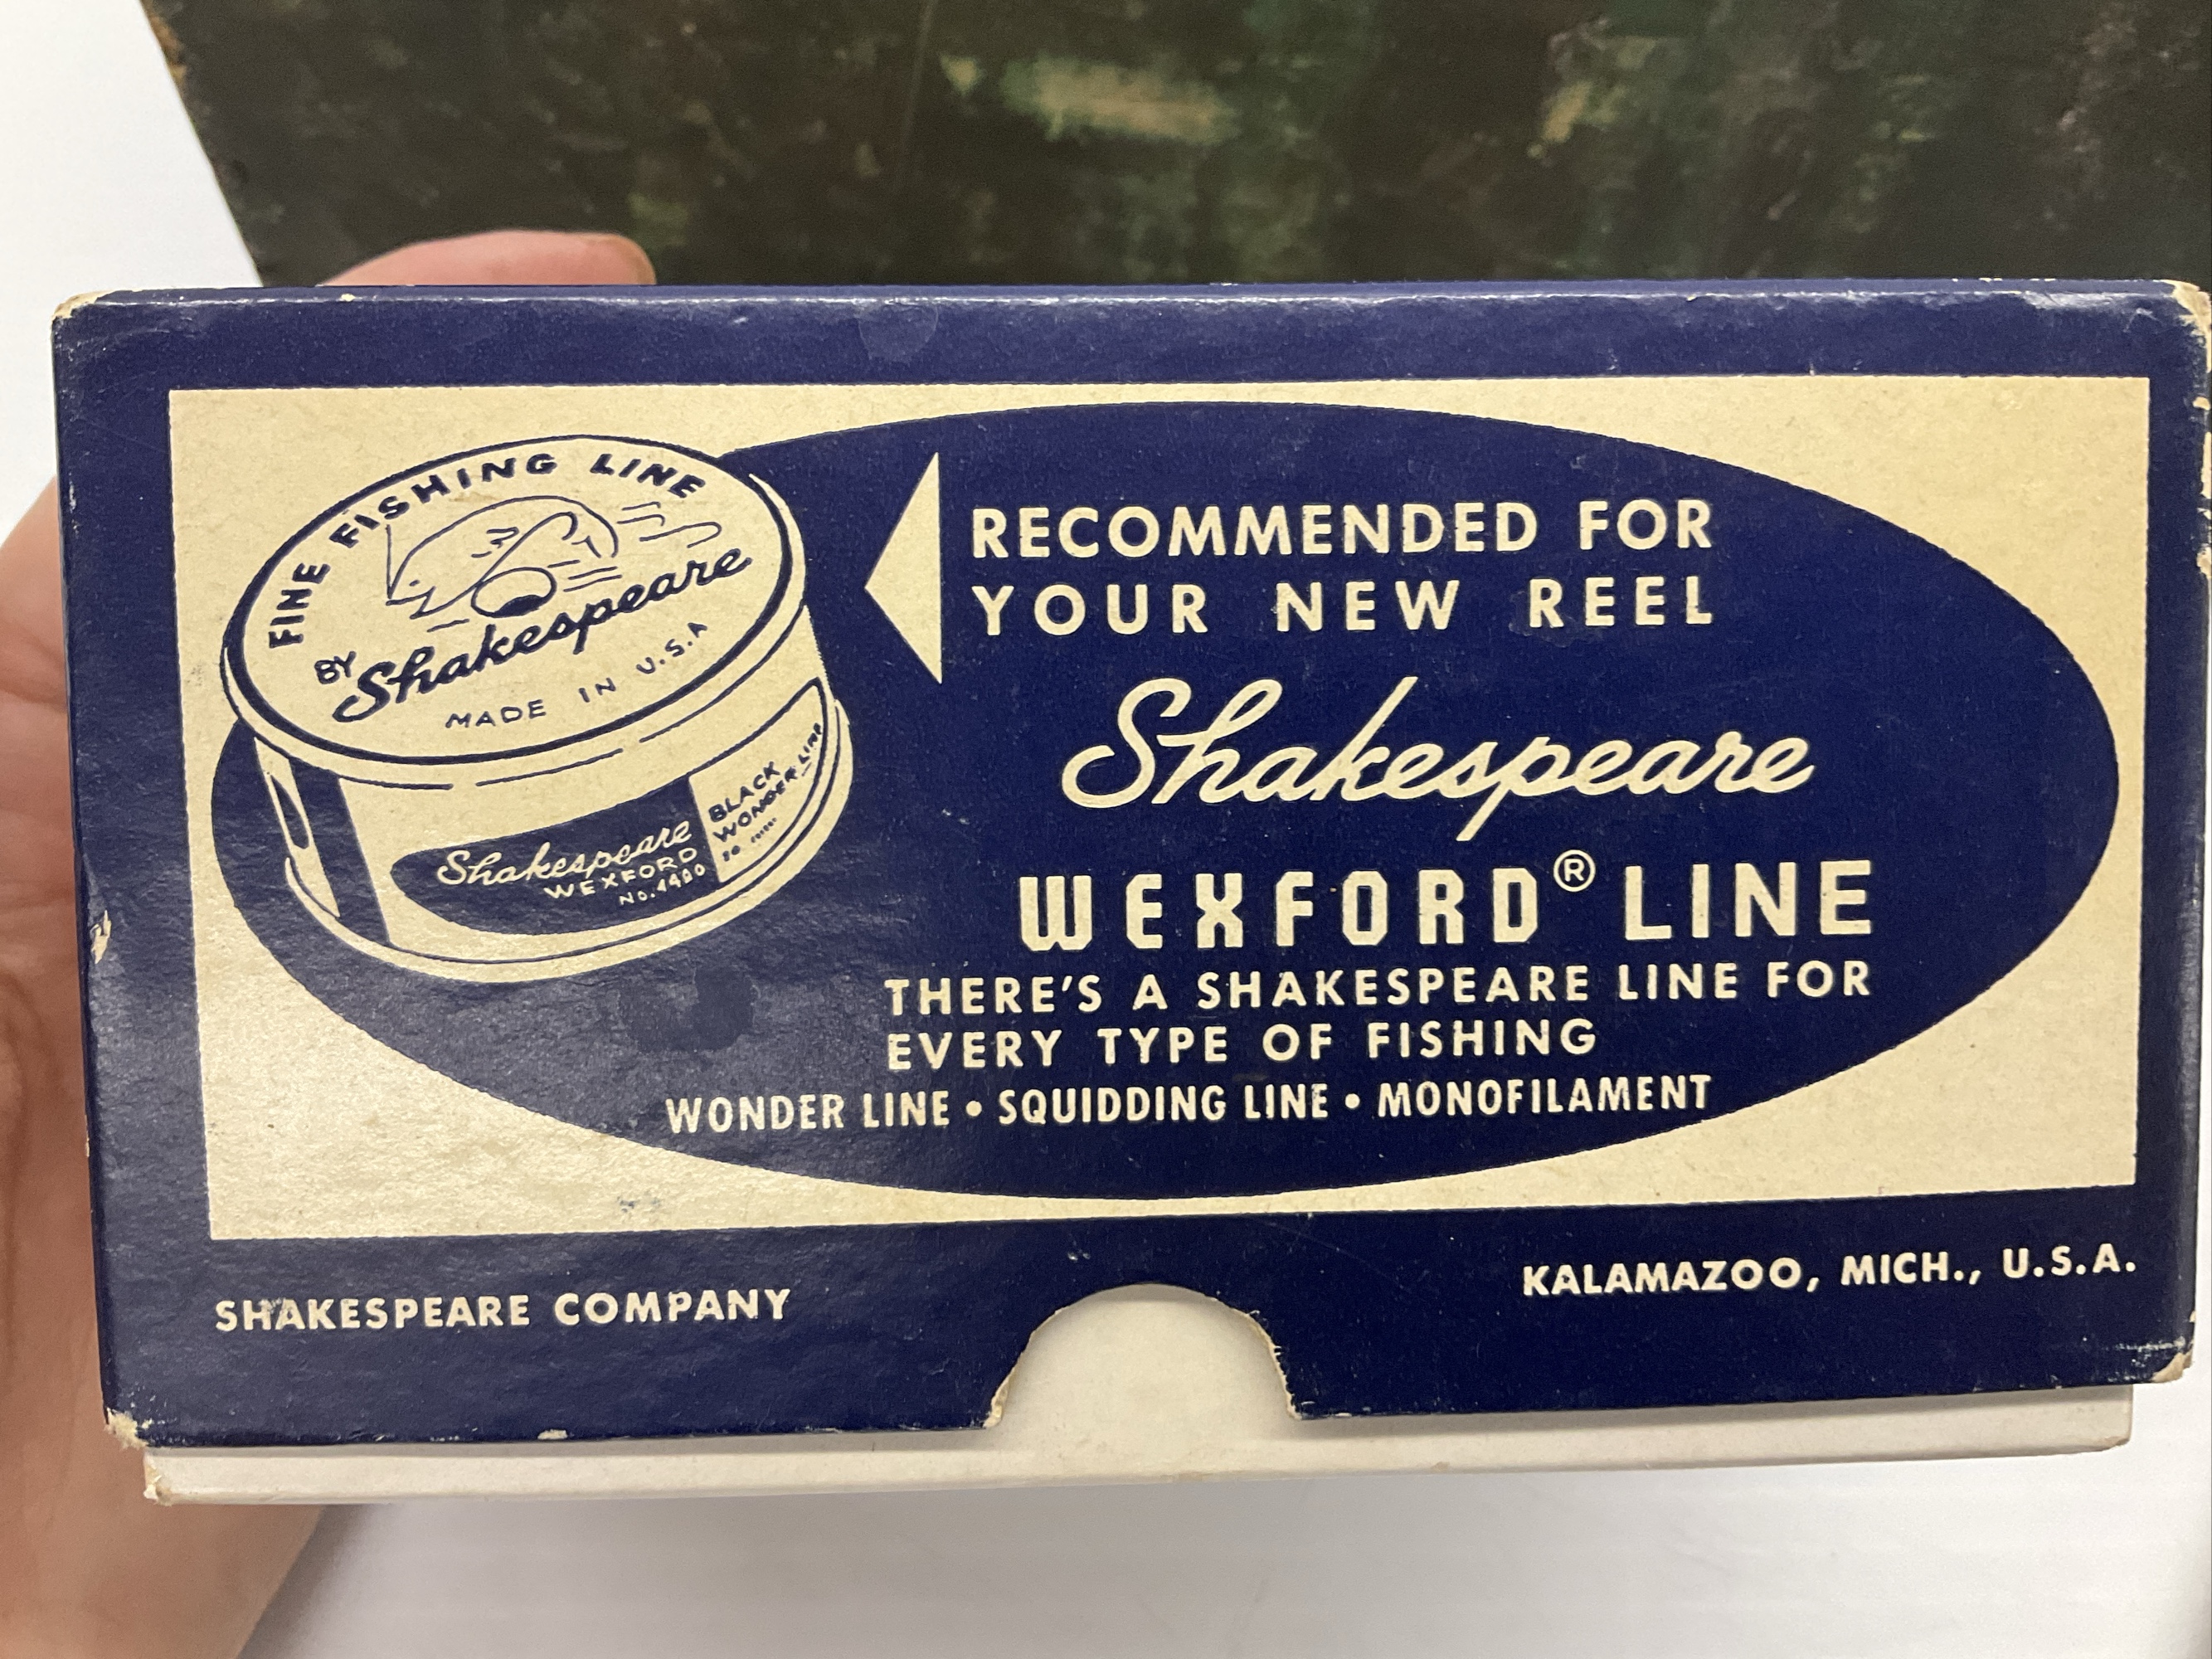 FINE FISHING LINE
BY Shakespeare
MADE IN U.S.A
Shakespeare
WEXFORD
No. 4400
BLACK
WONDER LINE
RECOMMENDED FOR
YOUR NEW REEL
Shakespeare
WEXFORD® LINE
THERE'S A SHAKESPEARE LINE FOR
EVERY TYPE OF FISHING
WONDER LINE • SQUIDDING LINE • MONOFILAMENT
SHAKESPEARE COMPANY
KALAMAZOO, MICH., U.S.A.